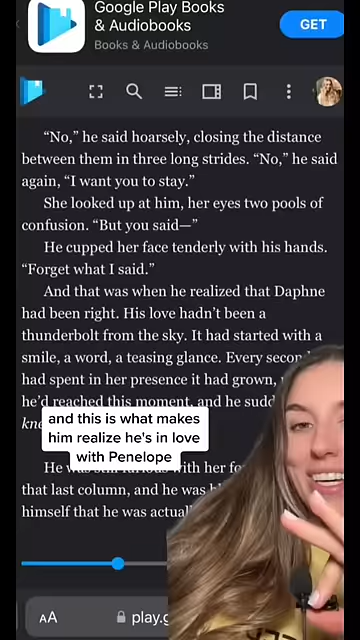 Google Play Books
& Audiobooks
Books & Audiobooks
GET
“No,” he said hoarsely, closing the distance
between them in three long strides. “No,” he said
again, “I want you to stay.”
She looked up at him, her eyes two pools of
confusion. “But you said—”
He cupped her face tenderly with his hands.
“Forget what I said.”
And that was when he realized that Daphne
had been right. His love hadn’t been a
thunderbolt from the sky. It had started with a
smile, a word, a teasing glance. Every
had spent in her presence it had grown,
he’d reached this moment, and he
and this is what makes
him realize he's in love
with Penelope
He with her
that last column, and he was
himself that he was
AA
play.g